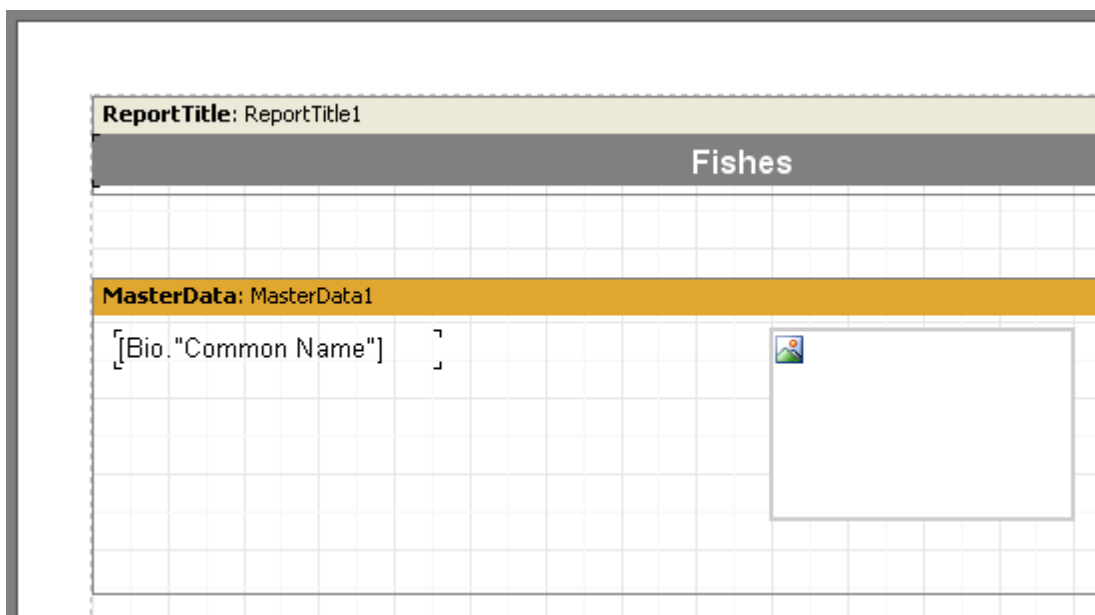 ReportTitle: ReportTitle1
Fishes
MasterData: MasterData1
[Bio."Common Name"]